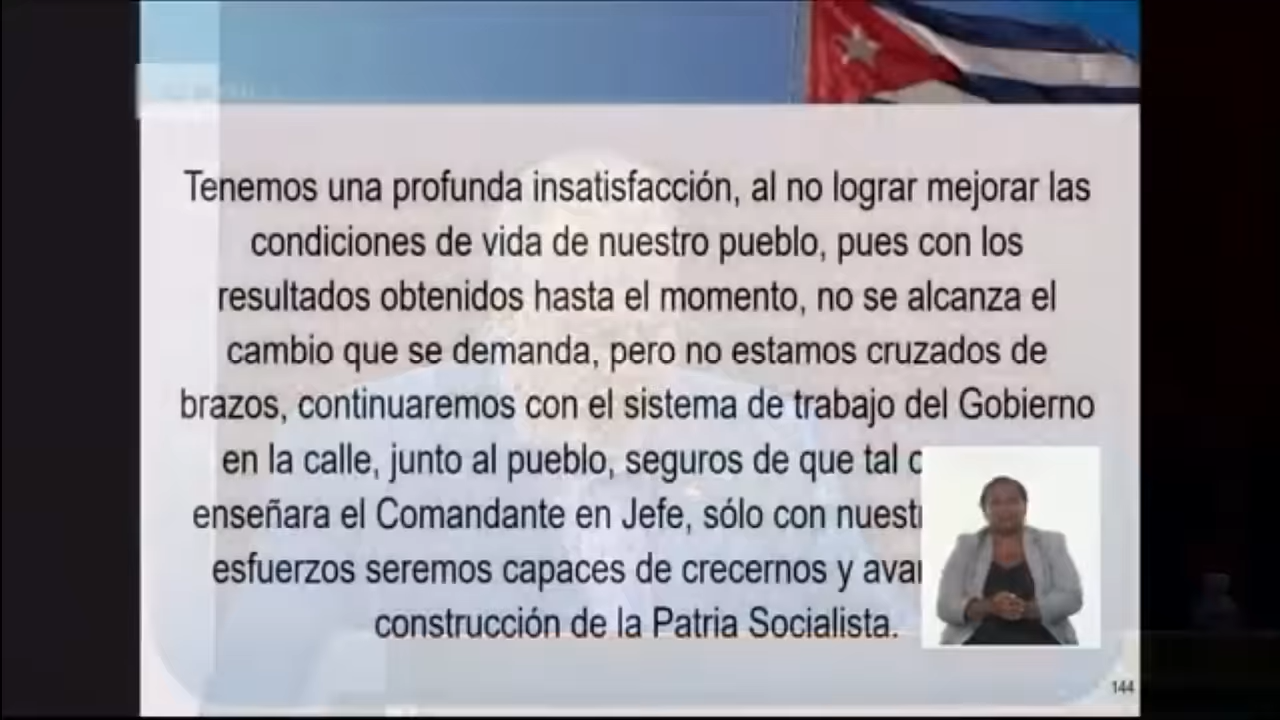 Tenemos una profunda insatisfacción, al no lograr mejorar las
condiciones de vida de nuestro pueblo, pues con los
resultados obtenidos hasta el momento, no se alcanza el
cambio que se demanda, pero no estamos cruzados de
brazos, continuaremos con el sistema de trabajo del Gobierno
en la calle, junto al pueblo, seguros de que tal
enseñara el Comandante en Jefe, sólo con
esfuerzos seremos capaces de crecernos y
construcción de la Patria Socialista.
144